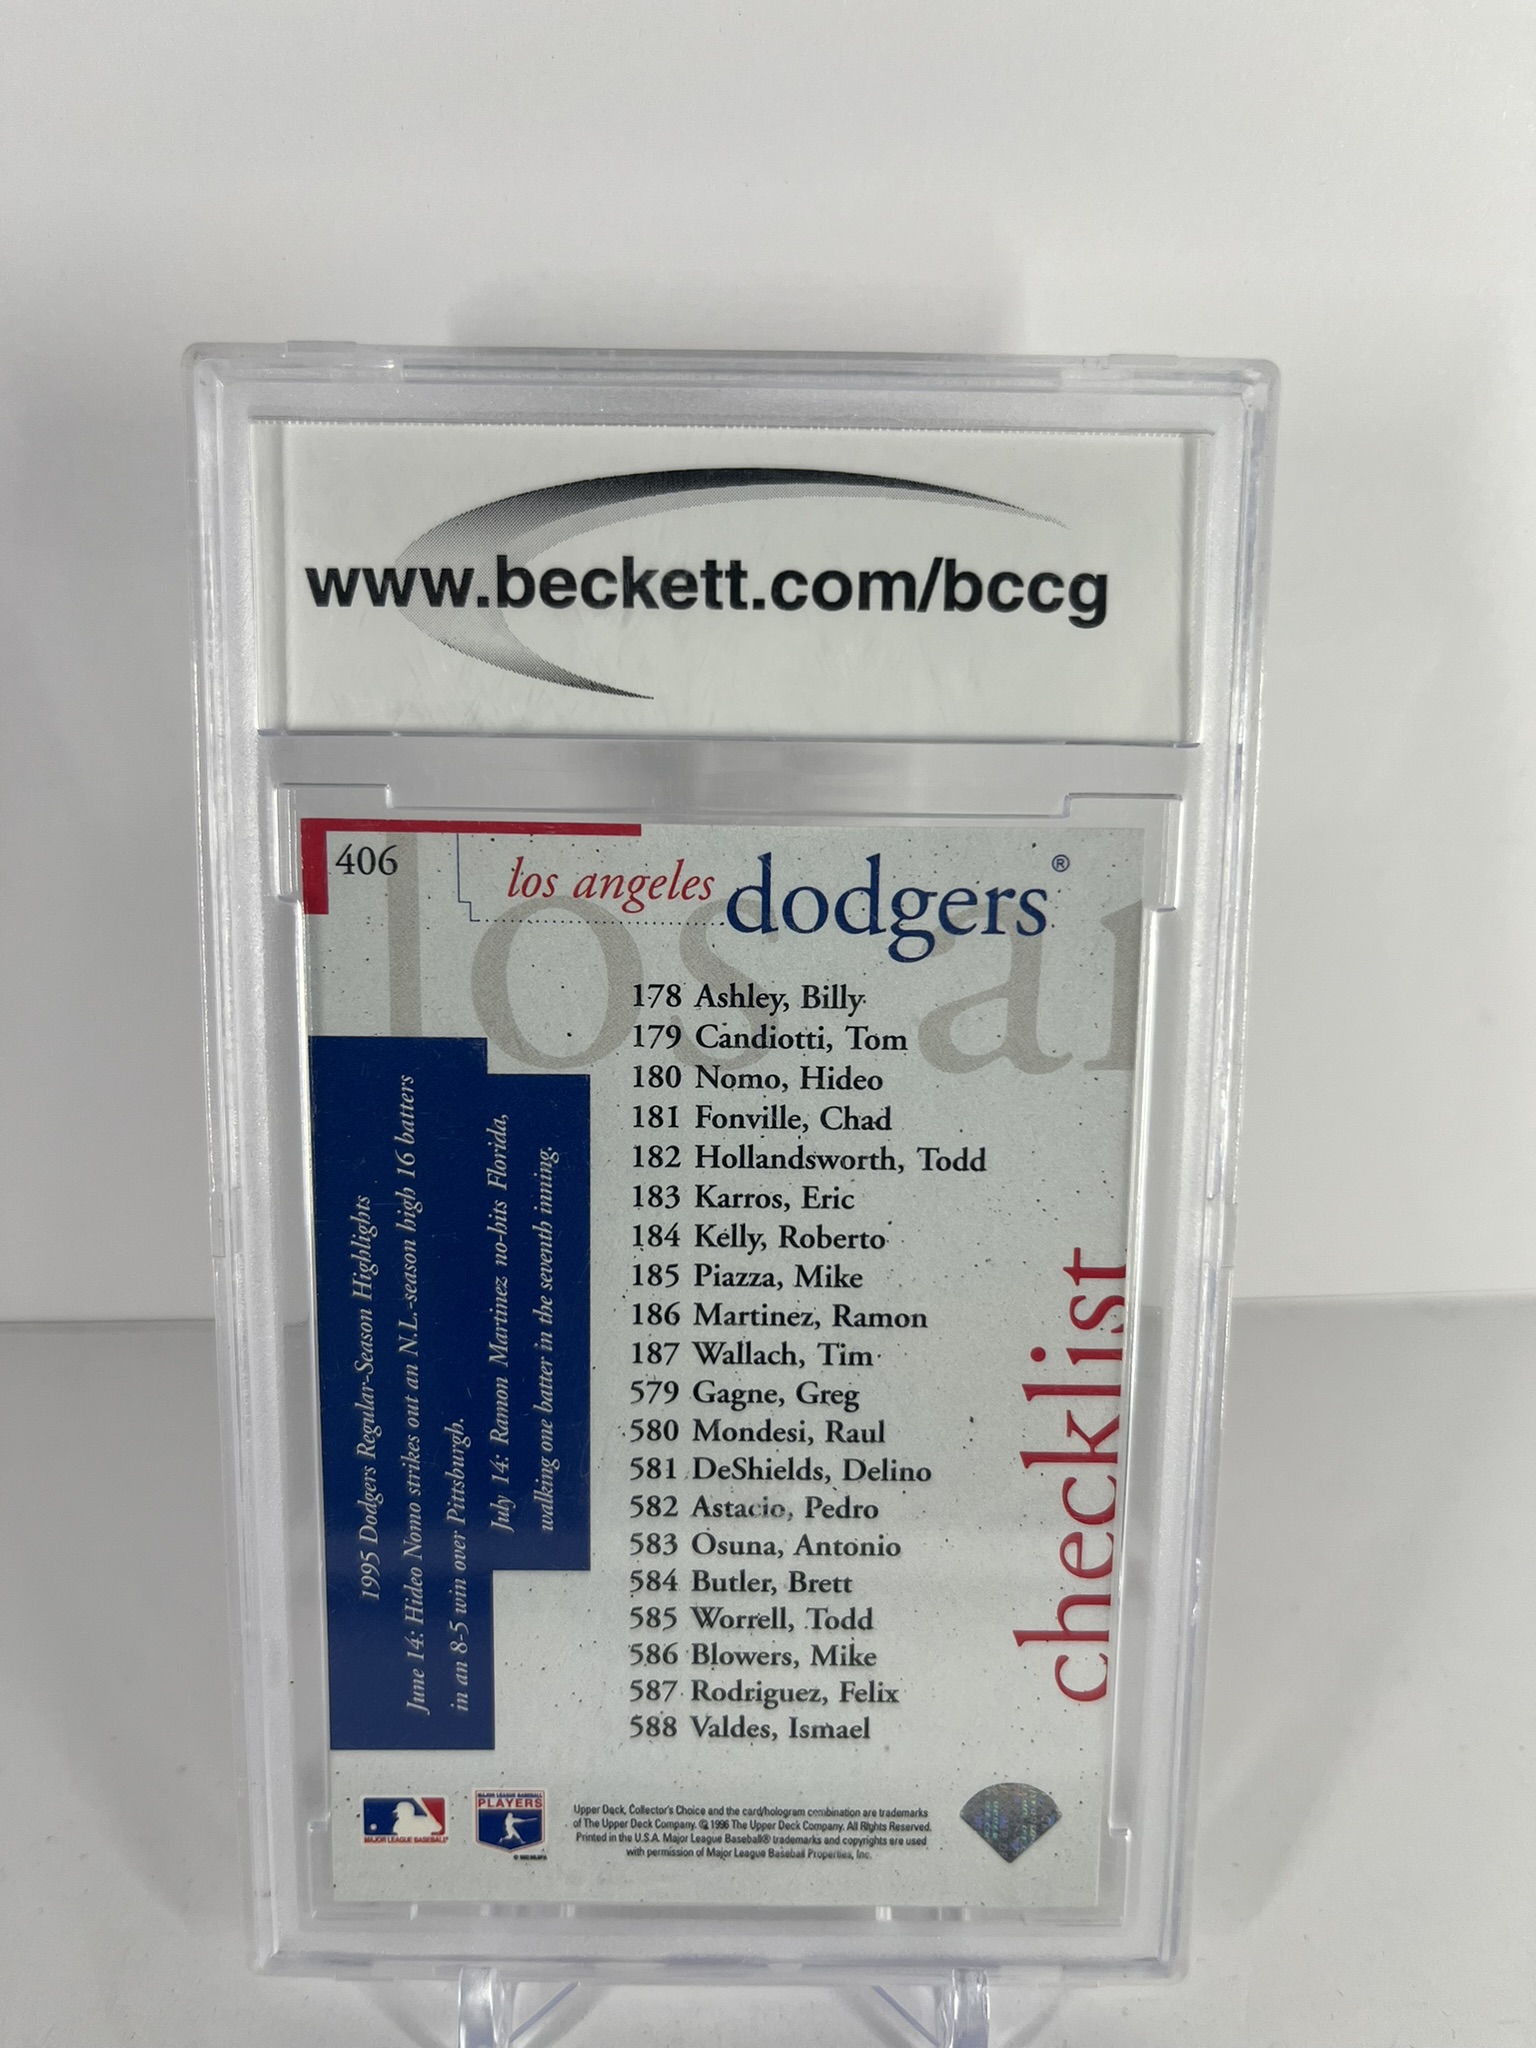 www.beckett.com/bccg
406
los angeles dodgers®
los an
178 Ashley, Billy
179 Candiotti, Tom
180 Nomo, Hideo
181 Fonville, Chad
182 Hollandsworth, Todd
183 Karros, Eric
184 Kelly, Roberto
185 Piazza, Mike
186 Martinez, Ramon
187 Wallach, Tim
579 Gagne, Greg
580 Mondesi, Raul
581 DeShields, Delino
582 Astacio, Pedro
583 Osuna, Antonio
584 Butler, Brett
585 Worrell, Todd
586 Blowers, Mike
587 Rodriguez, Felix
588 Valdes, Ismael
1995 Dodgers Regular-Season Highlights
June 14: Hideo Nomo strikes out an N.L.-season high 16 batters
in an 8-5 win over Pittsburgh.
July 14: Ramon Martinez no-hits Florida,
walking one batter in the seventh inning.
checklist
MAJOR LEAGUE BASEBALL
MAJOR LEAGUE BASEBALL
PLAYERS
Upper Deck, Collector's Choice and the card/hologram combination are trademarks
of The Upper Deck Company. © 1996 The Upper Deck Company. All Rights Reserved.
Printed in the U.S.A. Major League Baseball® trademarks and copyrights are used
with permission of Major League Baseball Properties, Inc.